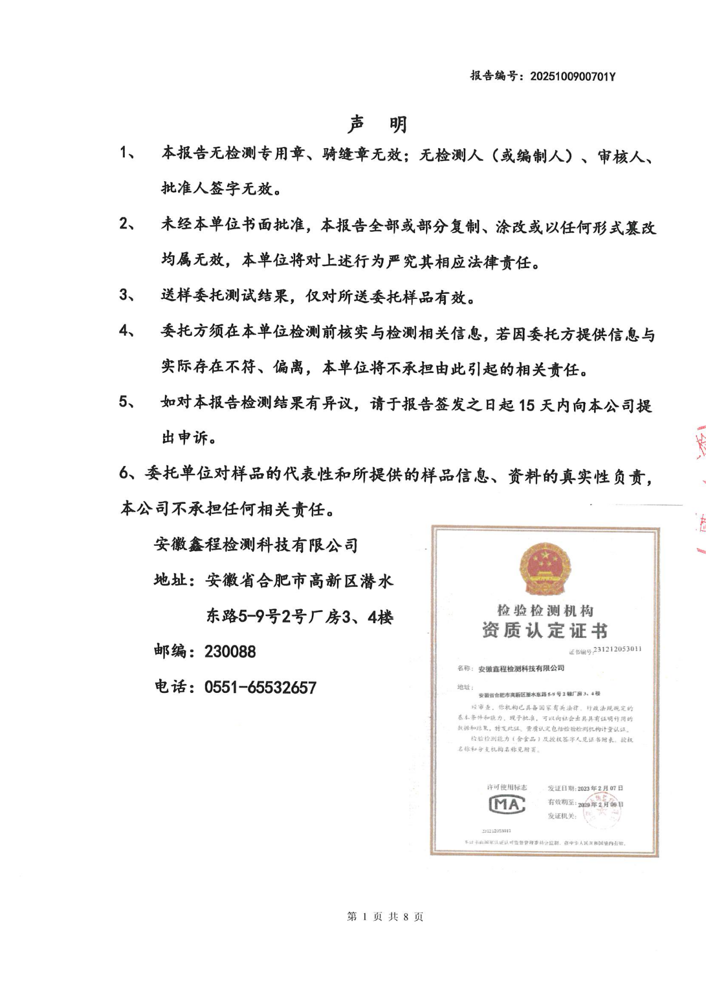 报告编号：2025100900701Y
声 明
1、 本报告无检测专用章、骑缝章无效；无检测人（或编制人）、审核人、
批准人签字无效。
2、 未经本单位书面批准，本报告全部或部分复制、涂改或以任何形式篡改
均属无效，本单位将对上述行为严究其相应法律责任。
3、 送样委托测试结果，仅对所送委托样品有效。
4、 委托方须在本单位检测前核实与检测相关信息，若因委托方提供信息与
实际存在不符、偏离，本单位将不承担由此引起的相关责任。
5、 如对本报告检测结果有异议，请于报告签发之日起 15 天内向本公司提
出申诉。
6、委托单位对样品的代表性和所提供的样品信息、资料的真实性负责，
本公司不承担任何相关责任。
安徽鑫程检测科技有限公司
地址：安徽省合肥市高新区潜水
东路5-9号2号厂房3、4楼
邮编：230088
电话：0551-65532657
检验检测机构
资质认定证书
证书编号：231212053011
名称：安徽鑫程检测科技有限公司
地址：
安徽省合肥市高新区潜水东路 5-9 号 2 幢厂房 3、4 楼
经审查，你机构已具备国家有关法律、行政法规规定的
基本条件和能力，现予批准，可以向社会出具具有证明作用的
数据和结果，特发此证。资质认定包括检验检测机构计量认证。
检验检测能力（含食品）及授权签字人见证书附表，授权
名称和分支机构名称见附页。
许可使用标志
MA
231212053011
发证日期：2023 年 2 月 07 日
有效期至：2029 年 2 月 06 日
发证机关：
本证书由国家认证认可监督管理委员会监制，在中华人民共和国境内有效。
检
检
第 1 页 共 8 页